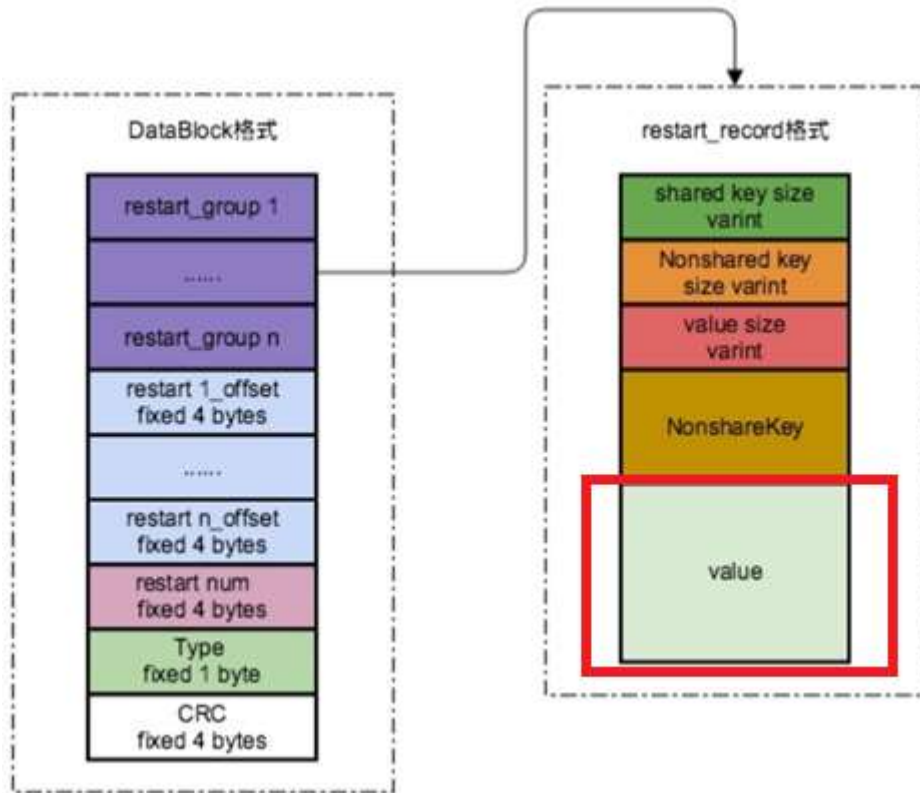 DataBlock格式
restart_group 1
......
restart_group n
restart 1_offset
fixed 4 bytes
......
restart n_offset
fixed 4 bytes
restart num
fixed 4 bytes
Type
fixed 1 byte
CRC
fixed 4 bytes
restart_record格式
shared key size
varint
Nonshared key
size varint
value size
varint
NonshareKey
value